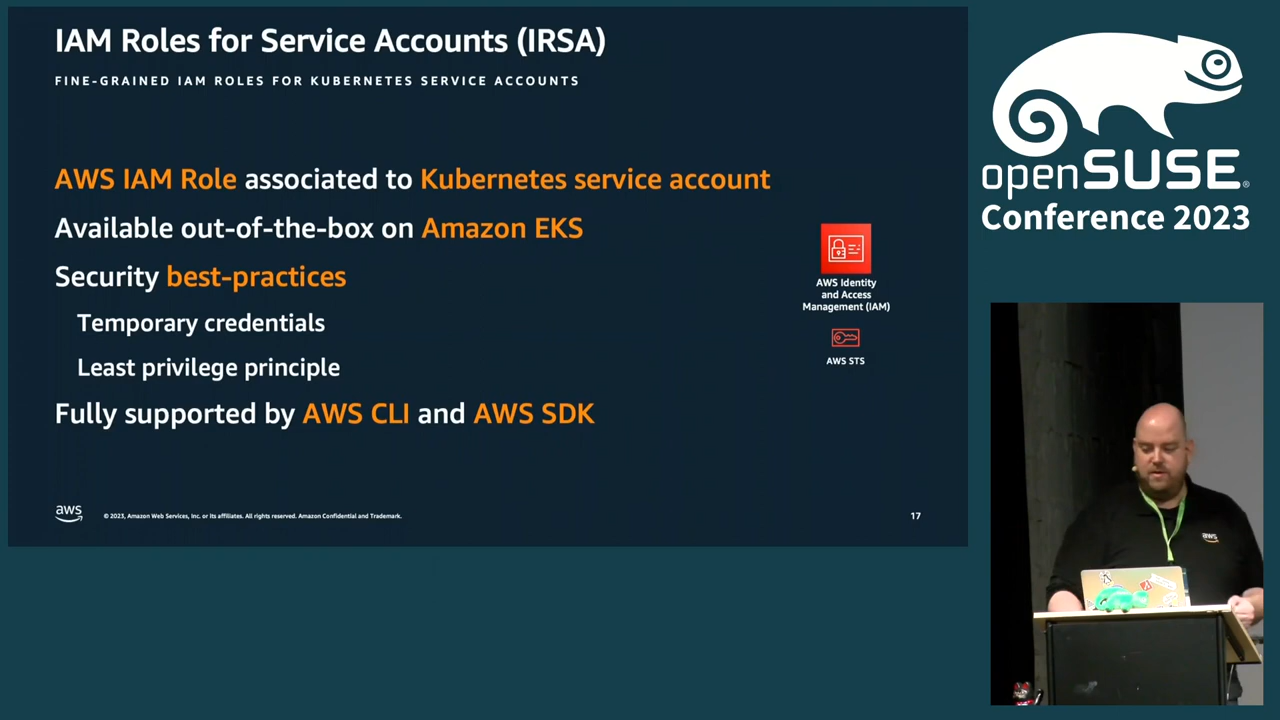 IAM Roles for Service Accounts (IRSA)
FINE-GRAINED IAM ROLES FOR KUBERNETES SERVICE ACCOUNTS
AWS IAM Role associated to Kubernetes service account
Available out-of-the-box on Amazon EKS
Security best-practices
Temporary credentials
Least privilege principle
Fully supported by AWS CLI and AWS SDK
AWS Identity
and Access
Management (IAM)
AWS STS
aws
© 2023, Amazon Web Services, Inc. or its affiliates. All rights reserved. Amazon Confidential and Trademark.
17
openSUSE®
Conference 2023
aws